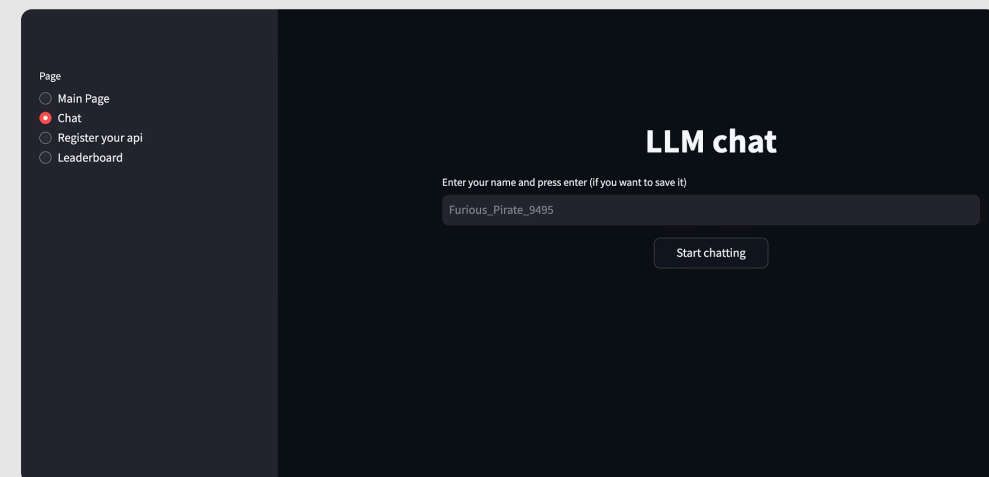 Page
Main Page
Chat
Register your api
Leaderboard
LLM chat
Enter your name and press enter (if you want to save it)
Furious_Pirate_9495
Start chatting